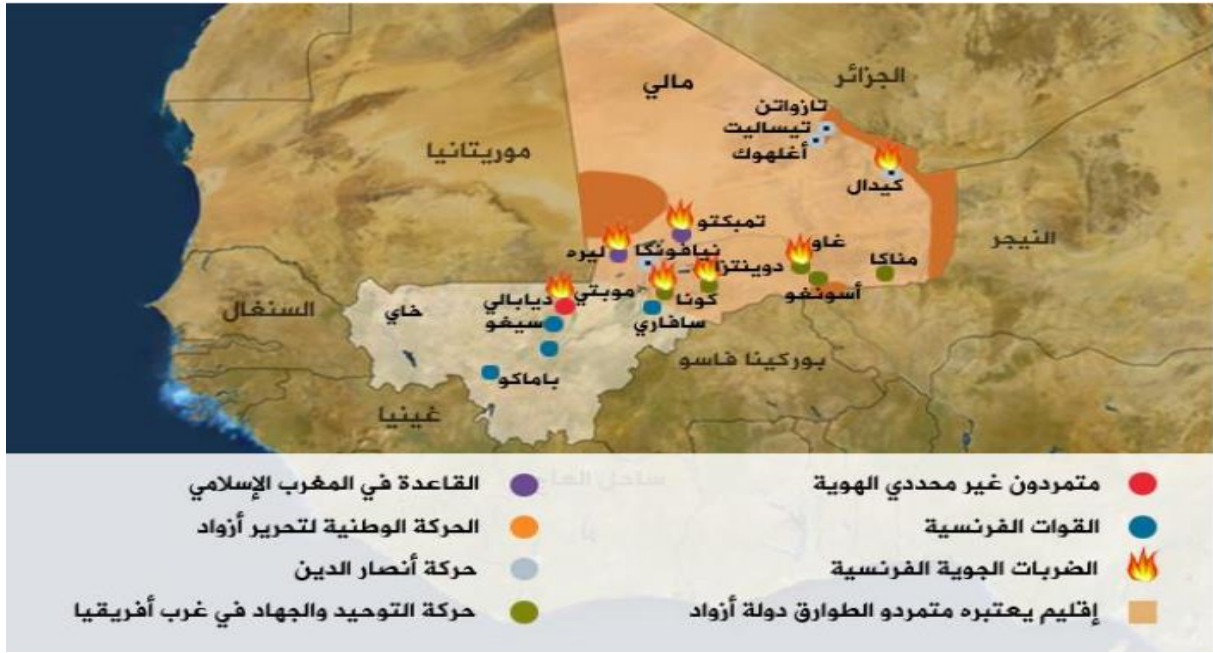 الجزائر
مالي
تازواتن
تيساليت
أغلهوك
موريتانيا
كيدال
تمبكتو
النيجر
غاو
نيافونكا
ليره
مناكا
دوينتزا
أسونغو
موبتي
كونا
ديابالي
السنغال
خاي
سيغو
سافاري
بوركينا فاسو
باماكو
غينيا
ساحل العاج
متمردون غير محددي الهوية
القوات الفرنسية
الضربات الجوية الفرنسية
إقليم يعتبره متمردو الطوارق دولة أزواد
القاعدة في المغرب الإسلامي
الحركة الوطنية لتحرير أزواد
حركة أنصار الدين
حركة التوحيد والجهاد في غرب أفريقيا